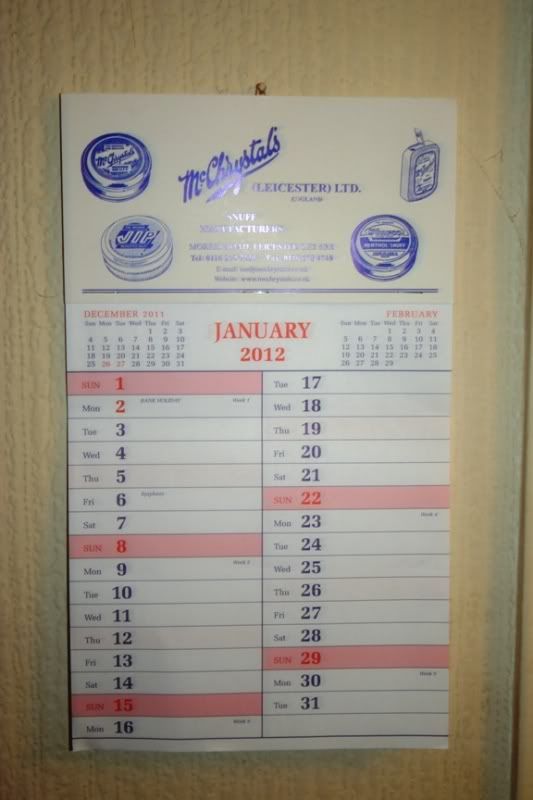 McChrystal's
(LEICESTER) LTD.
ENGLAND
McChrystal's
SNUFF
MANUFACTURERS
JIP
MENTHOL SNUFF
DECEMBER 2011
Sun Mon Tue Wed Thu Fri Sat
1 2 3
4 5 6 7 8 9 10
11 12 13 14 15 16 17
18 19 20 21 22 23 24
25 26 27 28 29 30 31
JANUARY
2012
FEBRUARY
Sun Mon Tue Wed Thu Fri Sat
1 2 3 4
5 6 7 8 9 10 11
12 13 14 15 16 17 18
19 20 21 22 23 24 25
26 27 28 29
SUN 1
Mon 2 BANK HOLIDAY Week 1
Tue 3
Wed 4
Thu 5
Fri 6 Epiphany
Sat 7
SUN 8
Mon 9 Week 2
Tue 10
Wed 11
Thu 12
Fri 13
Sat 14
SUN 15
Mon 16 Week 3
Tue 17
Wed 18
Thu 19
Fri 20
Sat 21
SUN 22
Mon 23 Week 4
Tue 24
Wed 25
Thu 26
Fri 27
Sat 28
SUN 29
Mon 30 Week 5
Tue 31